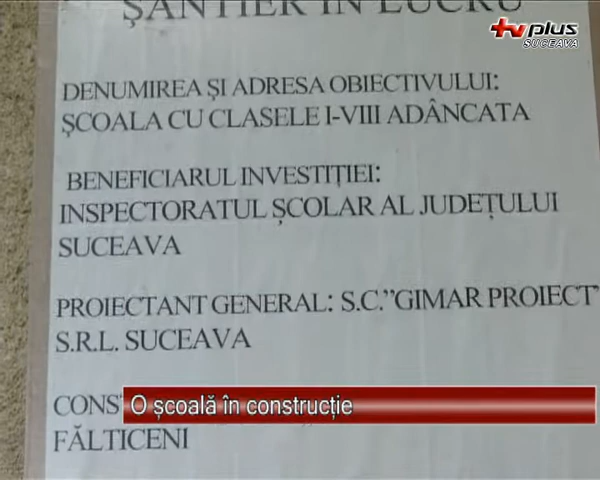 ȘANTIER ÎN LUCRU
tv plus
SUCEAVA
DENUMIREA ȘI ADRESA OBIECTIVULUI:
ȘCOALA CU CLASELE I-VIII ADÂNCATA
BENEFICIARUL INVESTIȚIEI:
INSPECTORATUL ȘCOLAR AL JUDEȚULUI
SUCEAVA
PROIECTANT GENERAL: S.C."GIMAR PROIECT"
S.R.L. SUCEAVA
O școală în construcție
FĂLTICENI